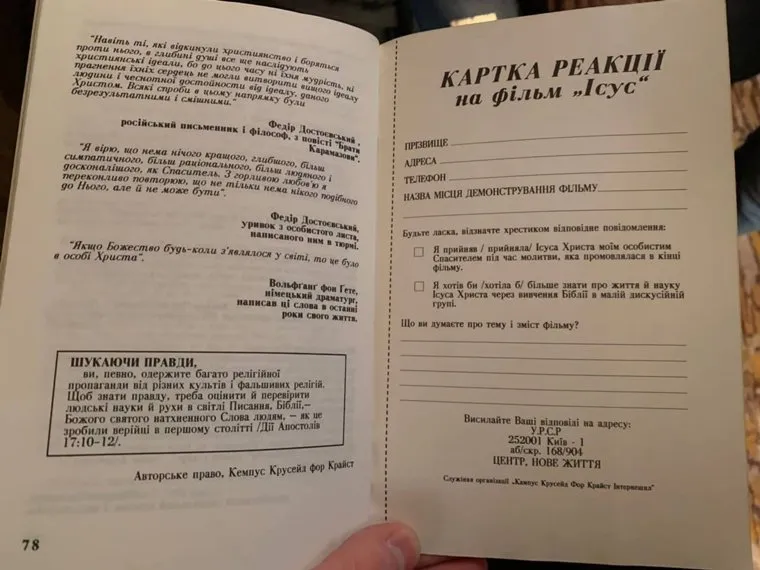 "Навіть ті, які відкинули християнство і боряться
проти нього, в глибині душі все ще наслідують
християнські ідеали, бо до цього часу ні їхня мудрість, ні
прагнення їхніх сердець не могли витворити вищого ідеалу
людини і чеснотної достойности від ідеалу, даного
Христом. Всякі спроби в цьому напрямку були
безрезультатними і смішними."
Федір Достоєвський,
російський письменник і філософ, з повісті "Брати
Карамазови".
"Я вірю, що нема нічого кращого, глибшого, більш
симпатичного, більш раціонального, більш людяного і
досконалішого, як Спаситель. З горливою любов'ю я
переконливо повторюю, що не тільки нема нікого подібного
до Нього, але й не може бути".
Федір Достоєвський,
уривок з особистого листа,
написаного ним в тюрмі.
"Якщо Божество будь-коли з'являлося у світі, то це було
в особі Христа".
Вольфганг фон Гете,
німецький драматург,
написав ці слова в останні
роки свого життя.
ШУКАЮЧИ ПРАВДИ,
ви, певно, одержите багато релігійної
пропаганди від різних культів і фальшивих релігій.
Щоб знати правду, треба оцінити й перевірити
людські науки й рухи в світлі Писання, Біблії,—
Божого святого натхненного Слова людям, — як це
зробили верійці в першому столітті /Дії Апостолів
17:10-12/.
Авторське право, Кемпус Крусейд фор Крайст
78
КАРТКА РЕАКЦІЇ
на фільм „Ісус“
ПРІЗВИЩЕ
АДРЕСА
ТЕЛЕФОН
НАЗВА МІСЦЯ ДЕМОНСТРУВАННЯ ФІЛЬМУ
Будьте ласка, відзначте хрестиком відповідне повідомлення:
Я прийняв / прийняла/ Ісуса Христа моїм особистим
Спасителем під час молитви, яка промовлялася в кінці
фільму.
Я хотів би /хотіла б/ більше знати про життя й науку
Ісуса Христа через вивчення Біблії в малій дискусійній
групі.
Що ви думаєте про тему і зміст фільму?
Висилайте Ваші відповіді на адресу:
У.Р.С.Р
252001 Київ - 1
аб/скр. 168/904
ЦЕНТР, НОВЕ ЖИТТЯ
Служіння організації „Кампус Крусейд Фор Крайст Інтернешнл"